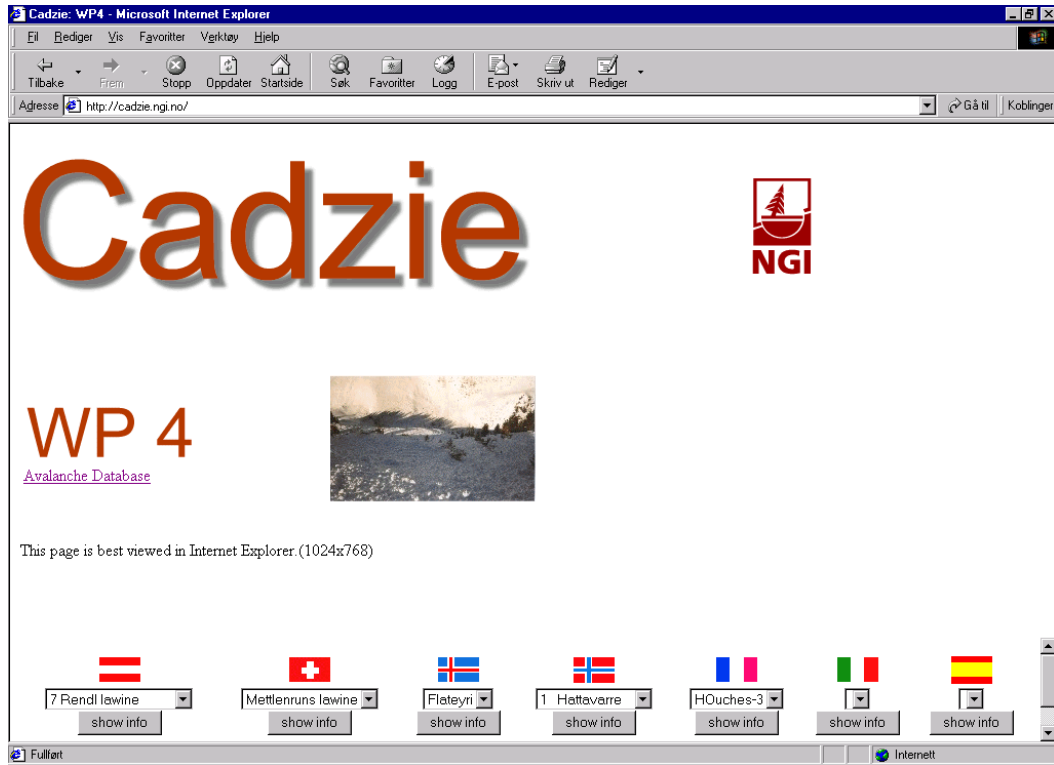 Cadzie: WP4 - Microsoft Internet Explorer
Fil Rediger Vis Favoritter Verktøy Hjelp
Tilbake Frem Stopp Oppdater Startside Søk Favoritter Logg E-post Skriv ut Rediger
Adresse http://cadzie.ngi.no/ Gå til Koblinger
Cadzie
NGI
WP 4
Avalanche Database
This page is best viewed in Internet Explorer.(1024x768)
7 Rendl lawine Mettlenruns lawine Flateyri 1 Hattavarre HOuches-3
show info show info show info show info show info show info show info
Fullført Internett